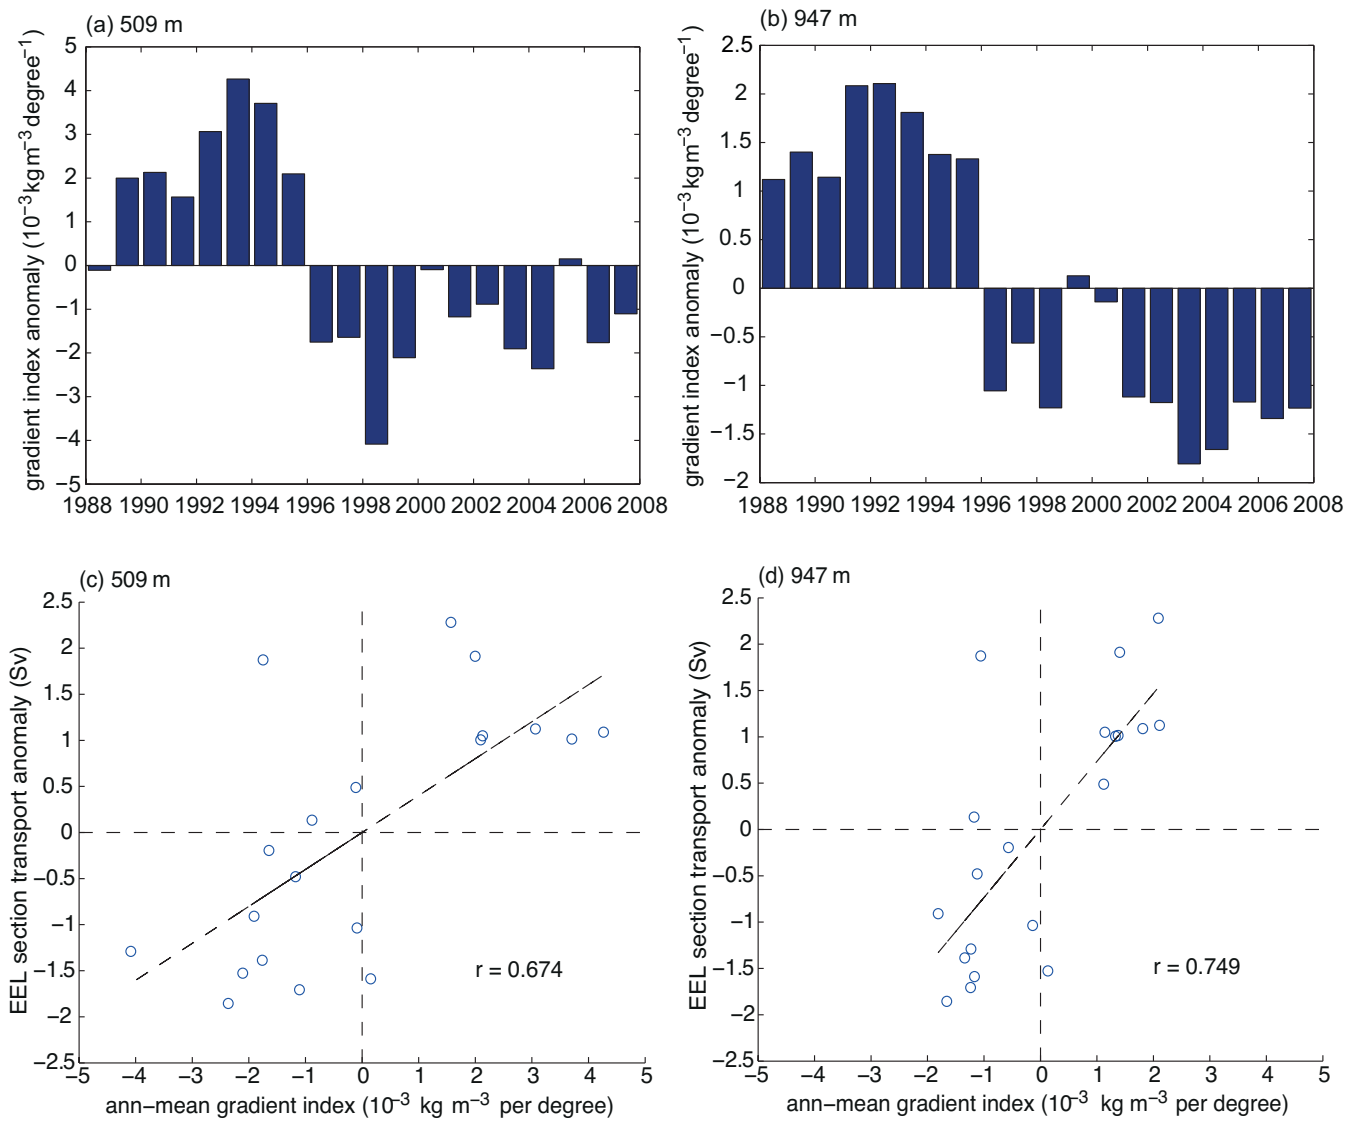 (a) 509 m
gradient index anomaly (10⁻³kgm⁻³degree⁻¹)
5
4
3
2
1
0
−1
−2
−3
−4
−5
1988 1990 1992 1994 1996 1998 2000 2002 2004 2006 2008
(b) 947 m
gradient index anomaly (10⁻³kgm⁻³degree⁻¹)
2.5
2
1.5
1
0.5
0
−0.5
−1
−1.5
−2
1988 1990 1992 1994 1996 1998 2000 2002 2004 2006 2008
(c) 509 m
EEL section transport anomaly (Sv)
2.5
2
1.5
1
0.5
0
−0.5
−1
−1.5
−2
−2.5
r = 0.674
−5 −4 −3 −2 −1 0 1 2 3 4 5
ann−mean gradient index (10⁻³ kg m⁻³ per degree)
(d) 947 m
EEL section transport anomaly (Sv)
2.5
2
1.5
1
0.5
0
−0.5
−1
−1.5
−2
−2.5
r = 0.749
−5 −4 −3 −2 −1 0 1 2 3 4 5
ann−mean gradient index (10⁻³ kg m⁻³ per degree)